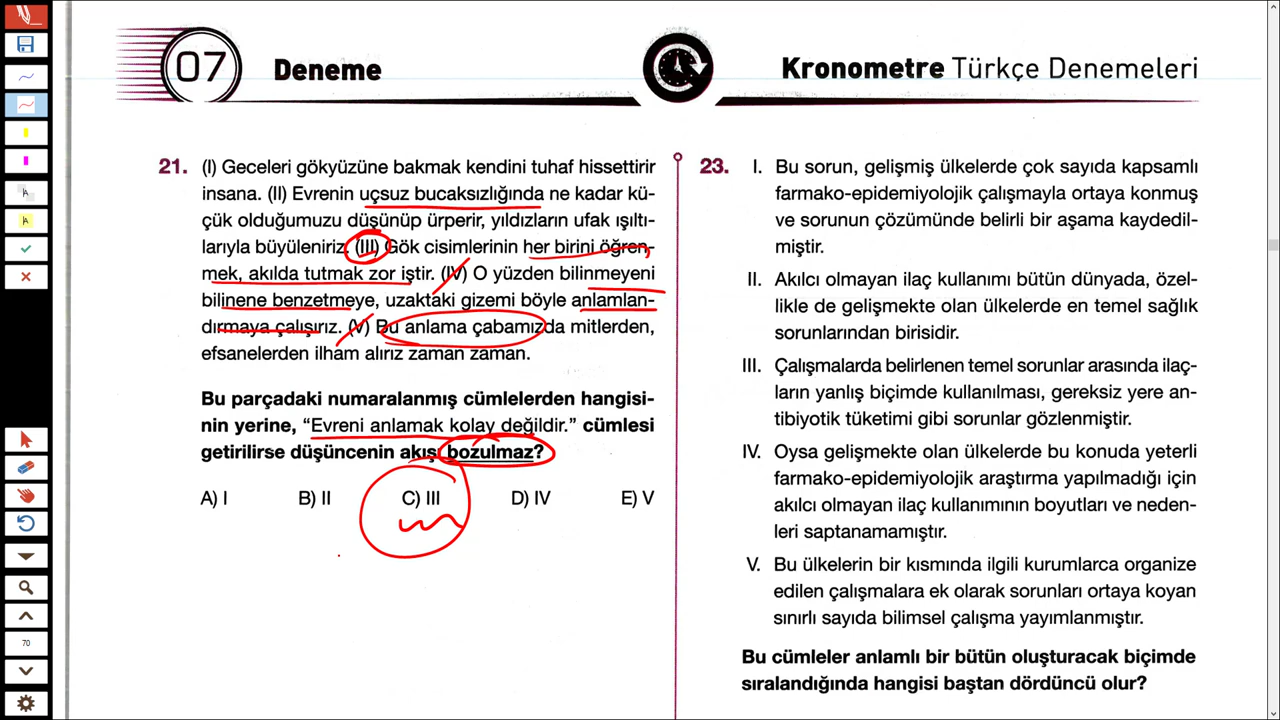 07
Deneme
Kronometre Türkçe Denemeleri
21. (I) Geceleri gökyüzüne bakmak kendini tuhaf hissettirir
insana. (II) Evrenin uçsuz bucaksızlığında ne kadar kü-
çük olduğumuzu düşünüp ürperir, yıldızların ufak ışıltı-
larıyla büyüleniriz. (III) Gök cisimlerinin her birini öğren-
mek, akılda tutmak zor iştir. (IV) O yüzden bilinmeyeni
bilinene benzetmeye, uzaktaki gizemi böyle anlamlan-
dırmaya çalışırız. (V) Bu anlama çabamızda mitlerden,
efsanelerden ilham alırız zaman zaman.
Bu parçadaki numaralanmış cümlelerden hangisi-
nin yerine, “Evreni anlamak kolay değildir.” cümlesi
getirilirse düşüncenin akışı bozulmaz?
A) I B) II C) III D) IV E) V
23. I. Bu sorun, gelişmiş ülkelerde çok sayıda kapsamlı
farmako-epidemiyolojik çalışmayla ortaya konmuş
ve sorunun çözümünde belirli bir aşama kaydedil-
miştir.
II. Akılcı olmayan ilaç kullanımı bütün dünyada, özel-
likle de gelişmekte olan ülkelerde en temel sağlık
sorunlarından birisidir.
III. Çalışmalarda belirlenen temel sorunlar arasında ilaç-
ların yanlış biçimde kullanılması, gereksiz yere an-
tibiyotik tüketimi gibi sorunlar gözlenmiştir.
IV. Oysa gelişmekte olan ülkelerde bu konuda yeterli
farmako-epidemiyolojik araştırma yapılmadığı için
akılcı olmayan ilaç kullanımının boyutları ve neden-
leri saptanamamıştır.
V. Bu ülkelerin bir kısmında ilgili kurumlarca organize
edilen çalışmalara ek olarak sorunları ortaya koyan
sınırlı sayıda bilimsel çalışma yayımlanmıştır.
Bu cümleler anlamlı bir bütün oluşturacak biçimde
sıralandığında hangisi baştan dördüncü olur?
70